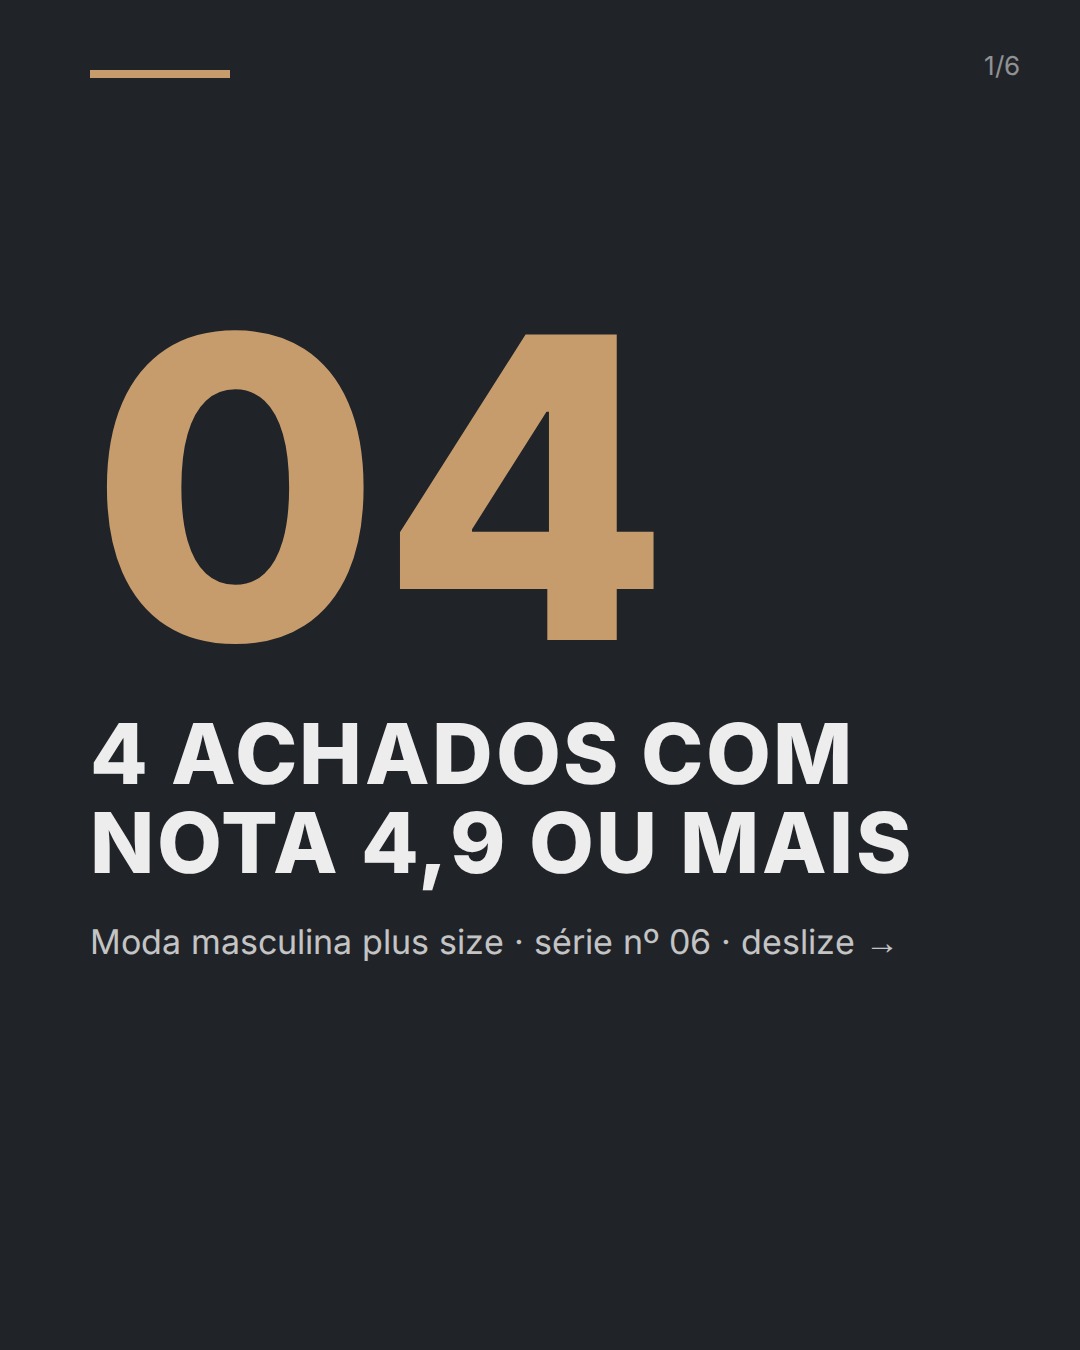 1/6
04
4 ACHADOS COM
NOTA 4,9 OU MAIS
Moda masculina plus size · série nº 06 · deslize →